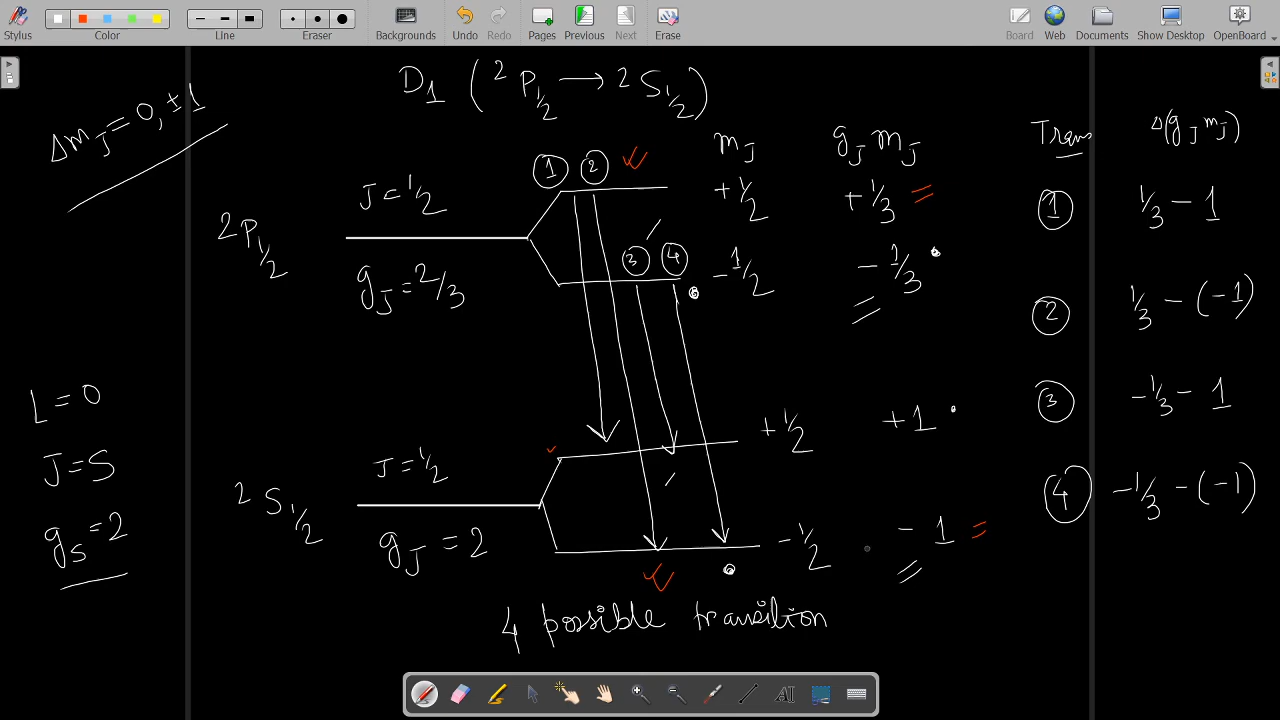 Stylus Color Line Eraser Backgrounds Undo Redo Pages Previous Next Erase Board Web Documents Show Desktop OpenBoard
D1 (²P½ → ²S½)
ΔmJ = 0, ±1
mJ gJ mJ
Trans Δ(gJ mJ)
① ②
J = ½
+½ +⅓
²P½
gJ = 2/3
③ ④
-½ -⅓
① ⅓ - 1
② ⅓ - (-1)
③ -⅓ - 1
④ -⅓ - (-1)
L = 0
J = S
gS = 2
J = ½
+½ +1
²S½
gJ = 2
-½ -1
4 possible transition
AI